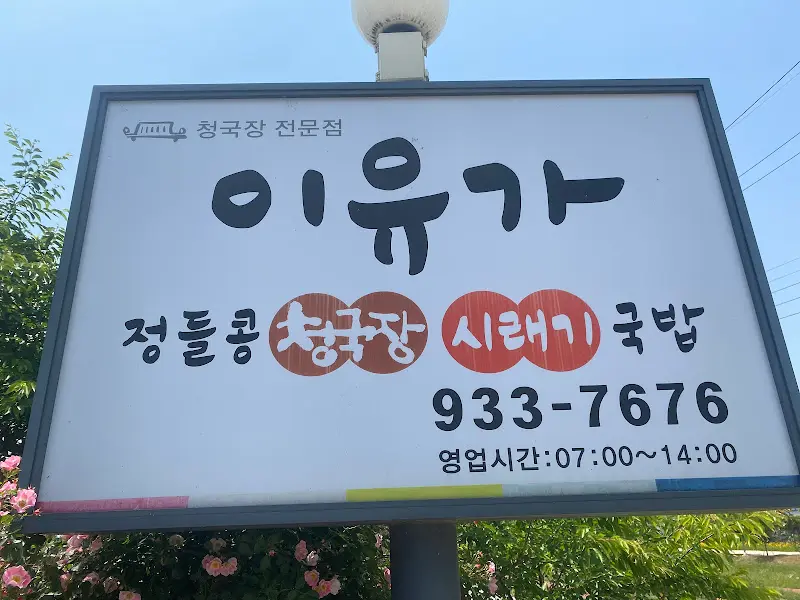 청국장 전문점
이유가
정들콩 청국장 시래기 국밥
933-7676
영업시간:07:00~14:00